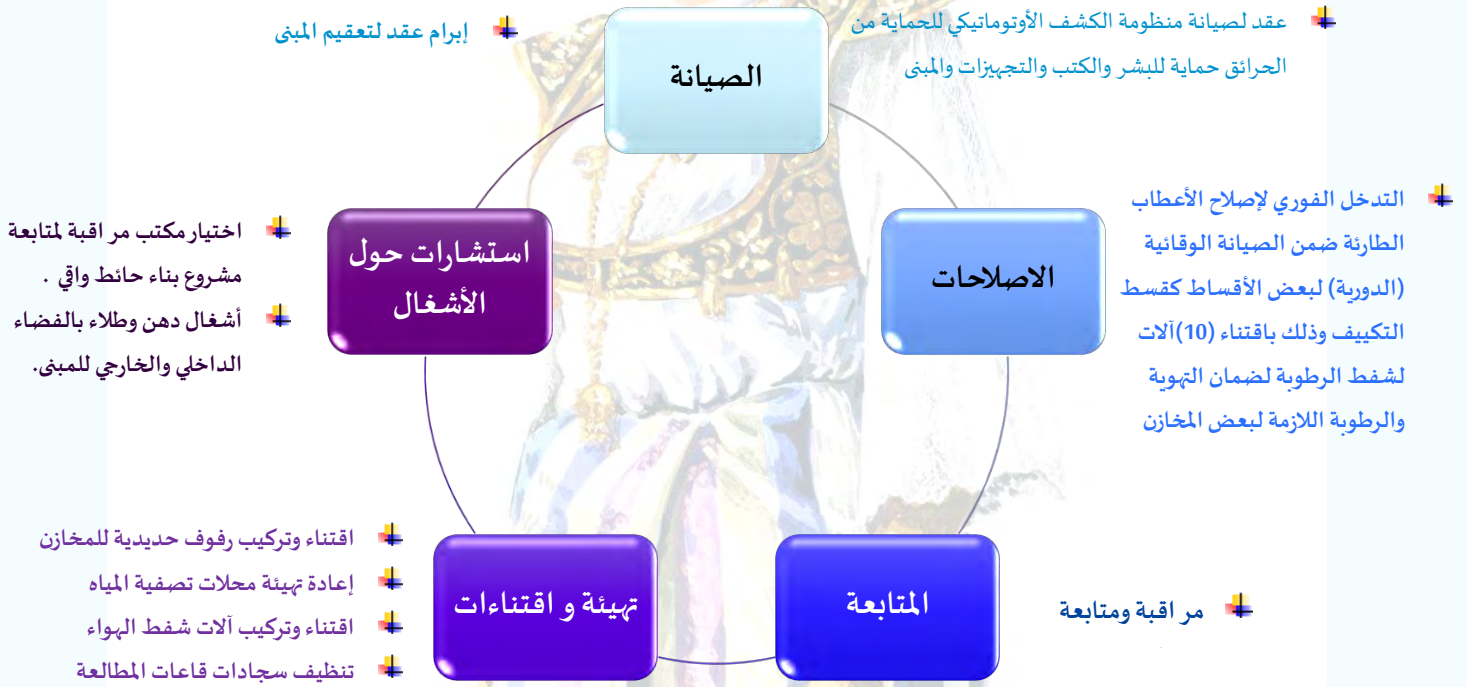 الصيانة
عقد لصيانة منظومة الكشف الأوتوماتيكي للحماية من
الحرائق حماية للبشر والكتب والتجهيزات والمبنى
إبرام عقد لتعقيم المبنى
الاصلاحات
التدخل الفوري لإصلاح الأعطاب
الطارئة ضمن الصيانة الوقائية
(الدورية) لبعض الأقساط كقسط
التكييف وذلك باقتناء (10)آلات
لشفط الرطوبة لضمان التهوية
والرطوبة اللازمة لبعض المخازن
المتابعة
مراقبة ومتابعة
تهيئة و اقتناءات
اقتناء وتركيب رفوف حديدية للمخازن
إعادة تهيئة محلات تصفية المياه
اقتناء وتركيب آلات شفط الهواء
تنظيف سجادات قاعات المطالعة
استشارات حول
الأشغال
اختيار مكتب مراقبة لمتابعة
مشروع بناء حائط واقي .
أشغال دهن وطلاء بالفضاء
الداخلي والخارجي للمبنى.